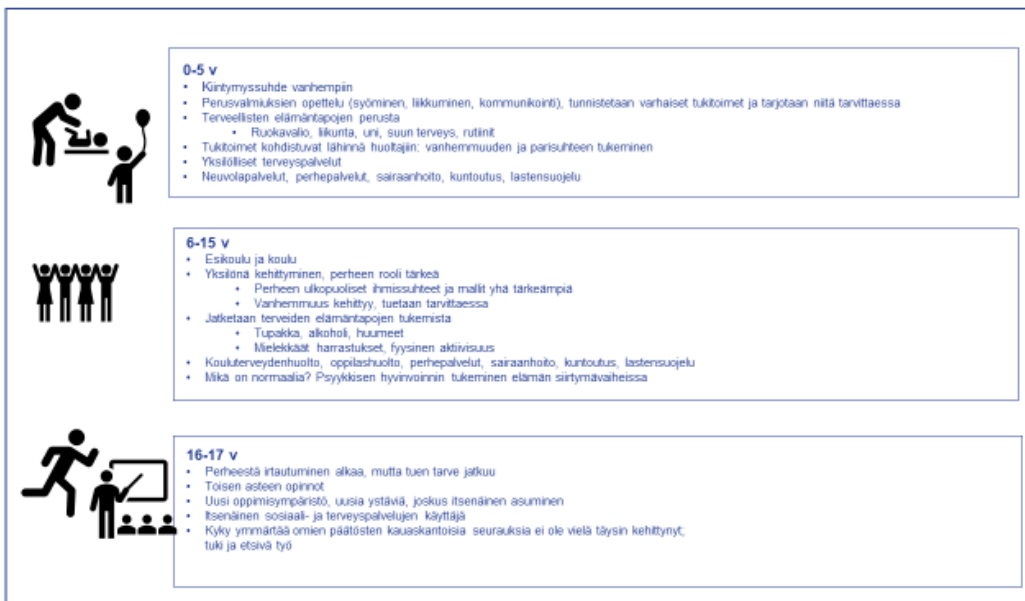 0-5 v
• Kiintymyssuhde vanhempiin
• Perusvalmiuksien opettelu (syöminen, liikkuminen, kommunikointi), tunnistetaan varhaiset tukitoimet ja tarjotaan niitä tarvittaessa
• Terveellisten elämäntapojen perusta
• Ruokavalio, liikunta, uni, suun terveys, rutiinit
• Tukitoimet kohdistuvat lähinnä huoltajiin: vanhemmuuden ja parisuhteen tukeminen
• Yksilölliset terveyspalvelut
• Neuvolapalvelut, perhepalvelut, sairaanhoito, kuntoutus, lastensuojelu
6-15 v
• Esikoulu ja koulu
• Yksilönä kehittyminen, perheen rooli tärkeä
• Perheen ulkopuoliset ihmissuhteet ja mallit yhä tärkeämpiä
• Vanhemmuus kehittyy, tuetaan tarvittaessa
• Jatketaan terveiden elämäntapojen tukemista
• Tupakka, alkoholi, huumeet
• Mielekkäät harrastukset, fyysinen aktiivisuus
• Kouluterveydenhuolto, oppilashuolto, perhepalvelut, sairaanhoito, kuntoutus, lastensuojelu
• Mikä on normaalia? Psyykkisen hyvinvoinnin tukeminen elämän siirtymävaiheissa
16-17 v
• Perheestä irtautuminen alkaa, mutta tuen tarve jatkuu
• Toisen asteen opinnot
• Uusi oppimisympäristö, uusia ystäviä, joskus itsenäinen asuminen
• Itsenäinen sosiaali- ja terveyspalvelujen käyttäjä
• Kyky ymmärtää omien päätösten kauaskantoisia seurauksia ei ole vielä täysin kehittynyt;
tuki ja etsivä työ